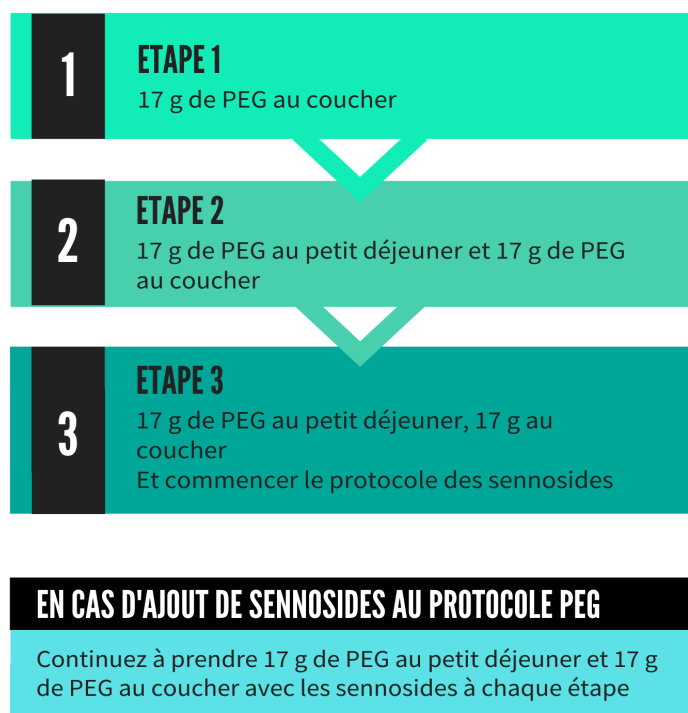 1
ETAPE 1
17 g de PEG au coucher
2
ETAPE 2
17 g de PEG au petit déjeuner et 17 g de PEG
au coucher
3
ETAPE 3
17 g de PEG au petit déjeuner, 17 g au
coucher
Et commencer le protocole des sennosides
EN CAS D'AJOUT DE SENNOSIDES AU PROTOCOLE PEG
Continuez à prendre 17 g de PEG au petit déjeuner et 17 g
de PEG au coucher avec les sennosides à chaque étape